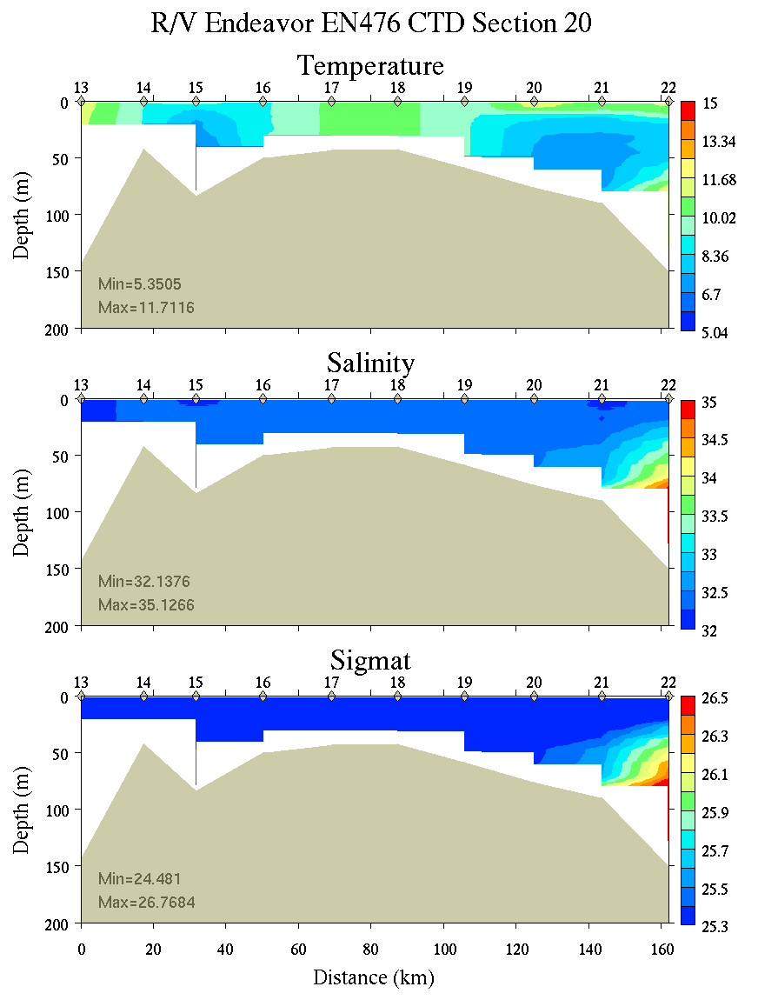 R/V Endeavor EN476 CTD Section 20
Temperature
13 14 15 16 17 18 19 20 21 22
0
50
100
150
200
Depth (m)
Min=5.3505
Max=11.7116
15
13.34
11.68
10.02
8.36
6.7
5.04
Salinity
13 14 15 16 17 18 19 20 21 22
0
50
100
150
200
Depth (m)
Min=32.1376
Max=35.1266
35
34.5
34
33.5
33
32.5
32
Sigmat
13 14 15 16 17 18 19 20 21 22
0
50
100
150
200
Depth (m)
Min=24.481
Max=26.7684
26.5
26.3
26.1
25.9
25.7
25.5
25.3
0 20 40 60 80 100 120 140 160
Distance (km)